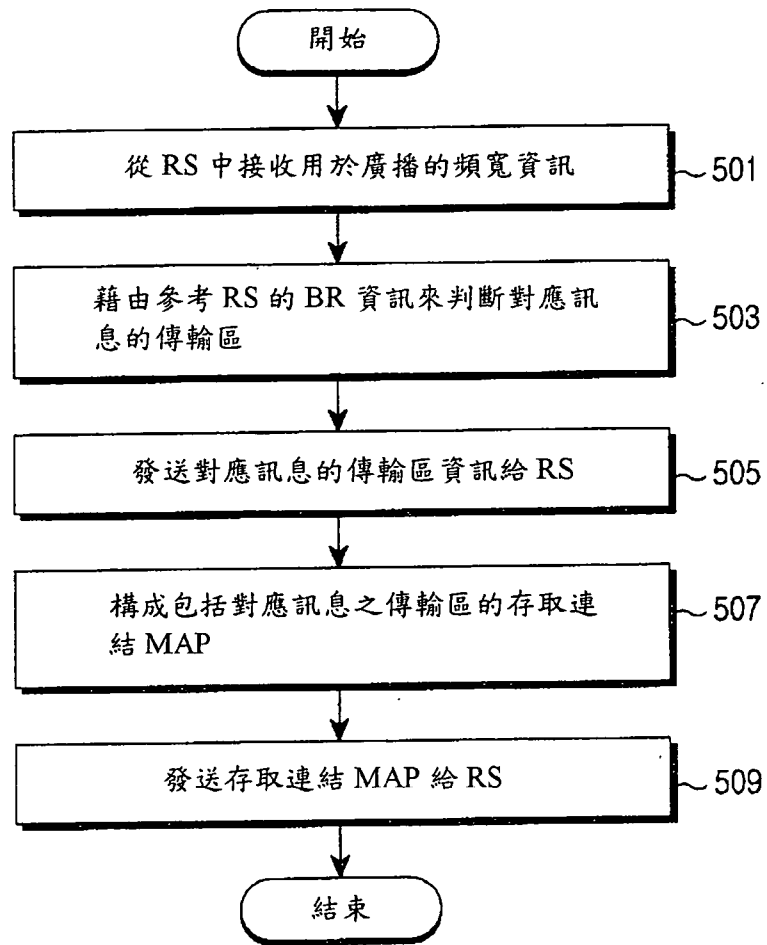 開始
從 RS 中接收用於廣播的頻寬資訊
501
藉由參考 RS 的 BR 資訊來判斷對應訊
息的傳輸區
503
發送對應訊息的傳輸區資訊給 RS
505
構成包括對應訊息之傳輸區的存取連
結 MAP
507
發送存取連結 MAP 給 RS
509
結束